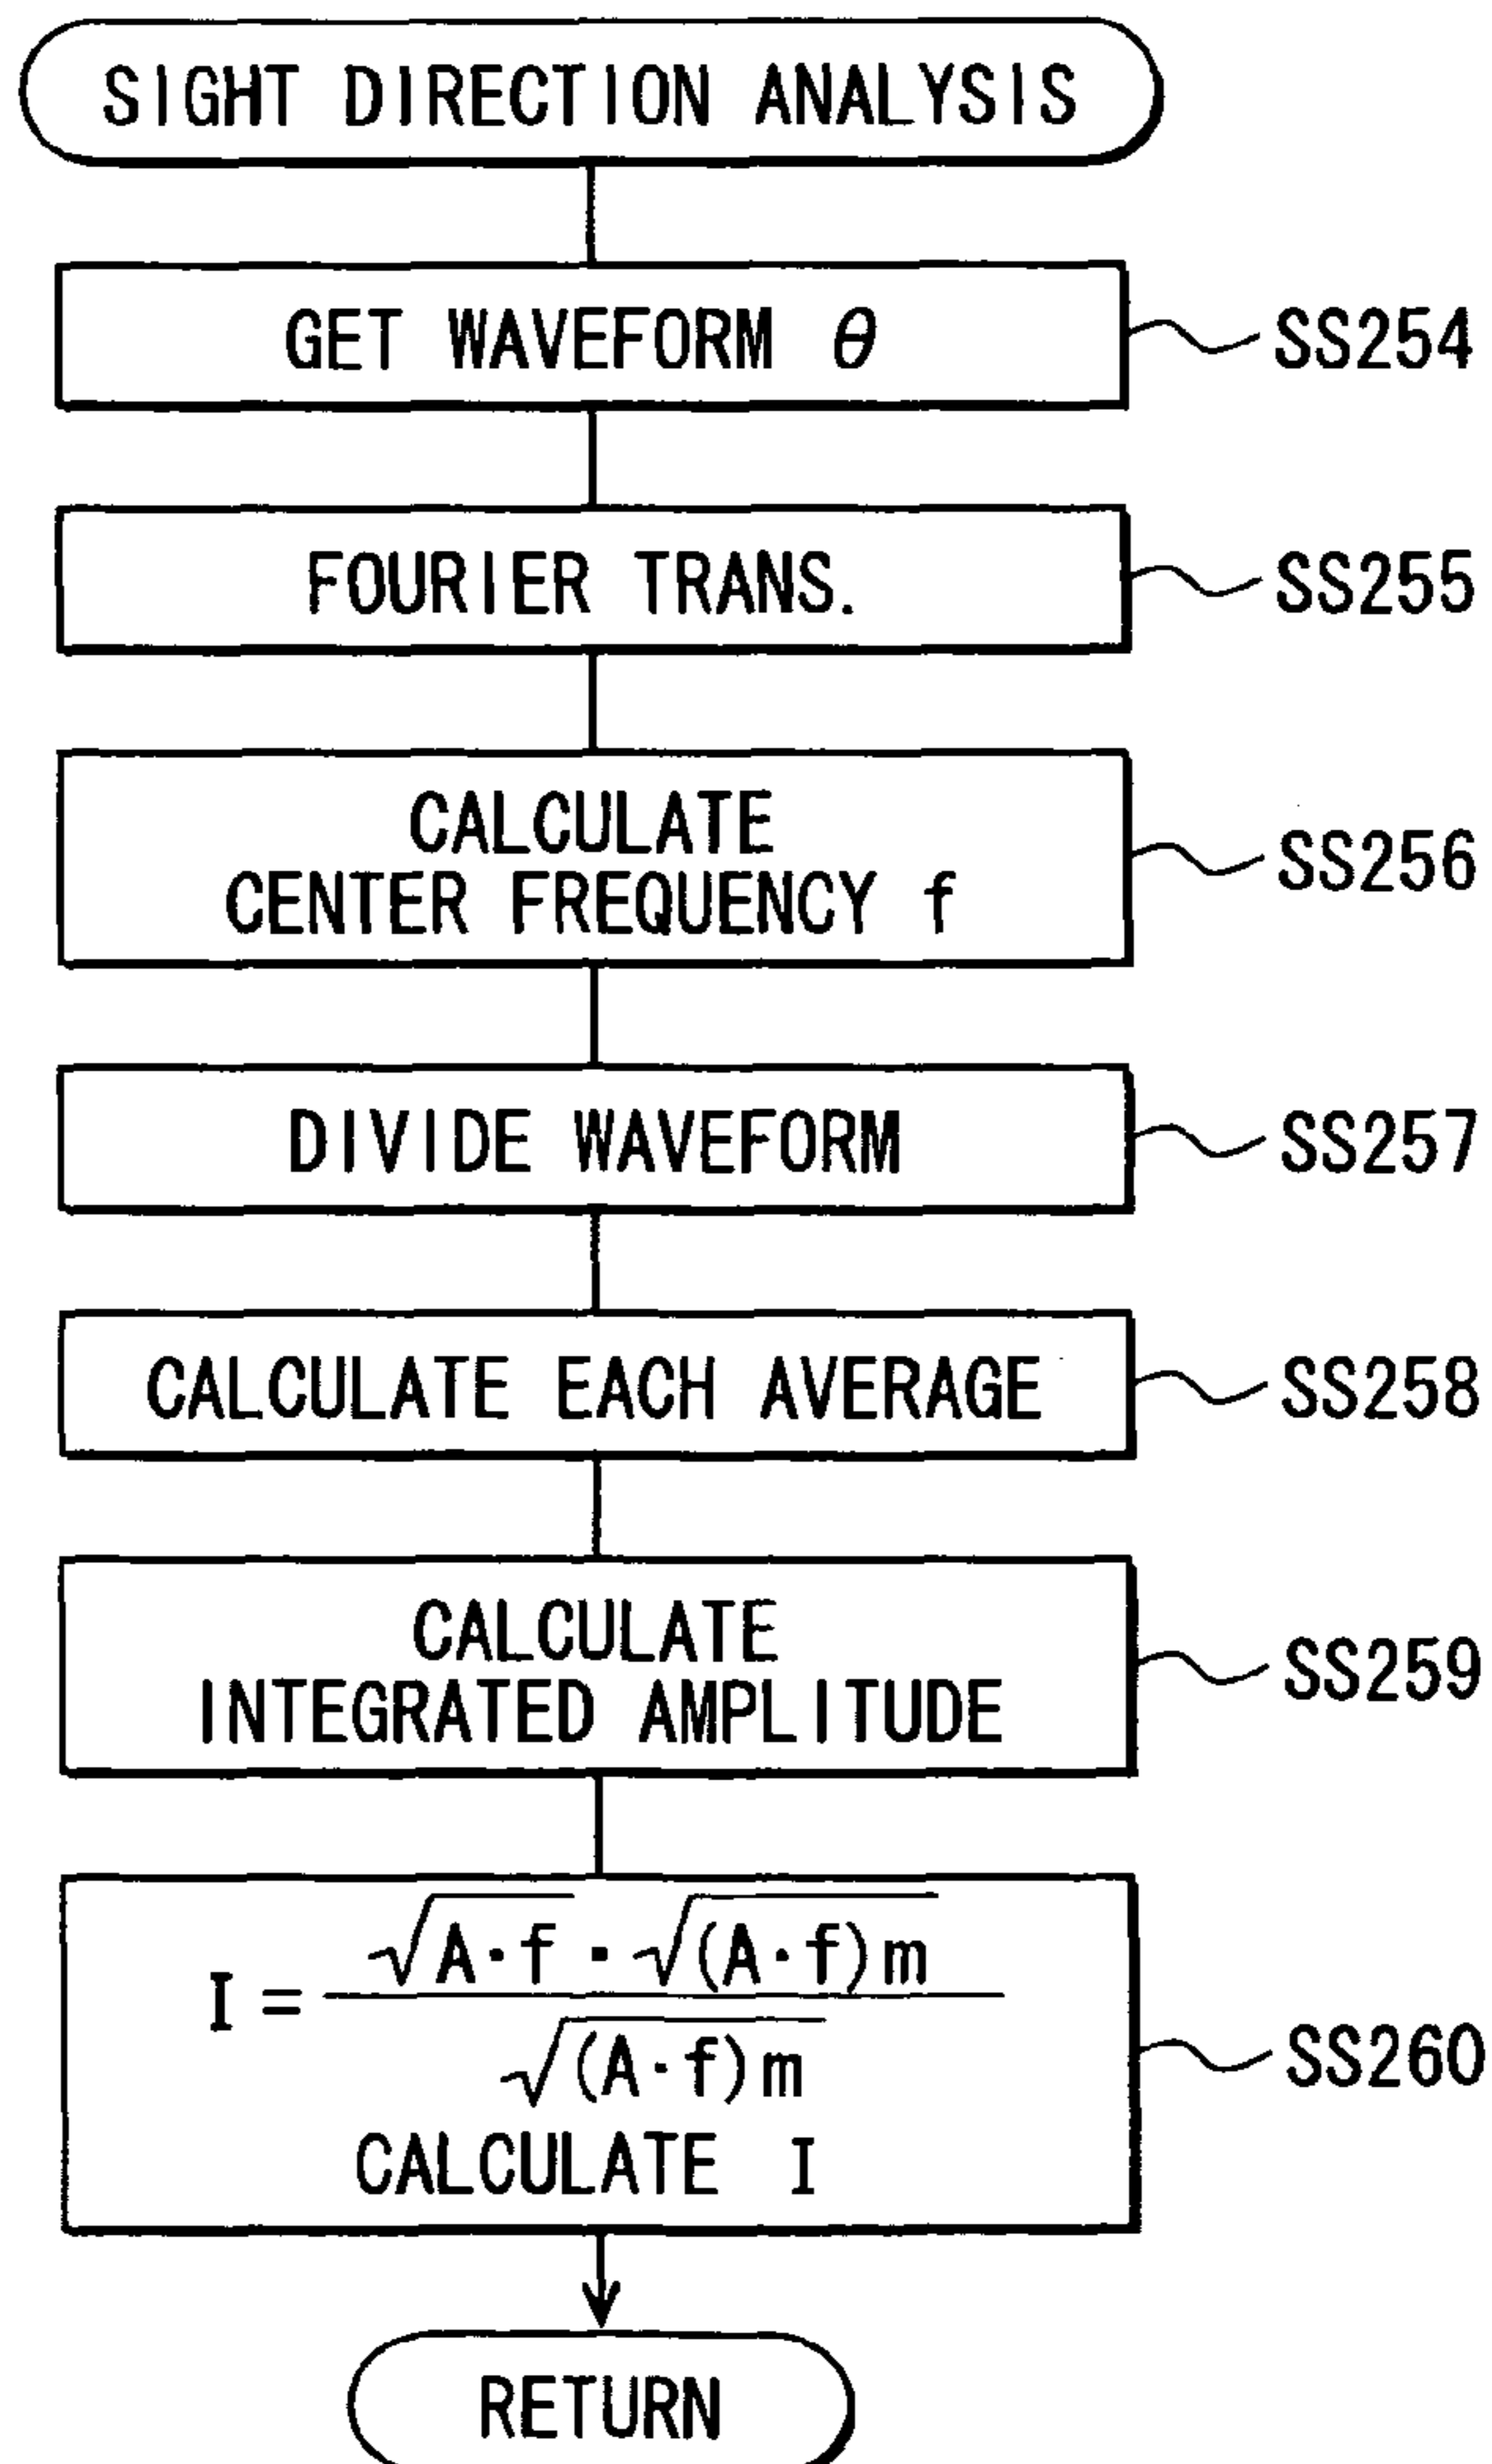 SIGHT DIRECTION ANALYSIS
GET WAVEFORM θ
SS254
FOURIER TRANS.
SS255
CALCULATE
CENTER FREQUENCY f
SS256
DIVIDE WAVEFORM
SS257
CALCULATE EACH AVERAGE
SS258
CALCULATE
INTEGRATED AMPLITUDE
SS259
I = √(A·f) · √((A·f)m) / √((A·f)m)
CALCULATE I
SS260
RETURN